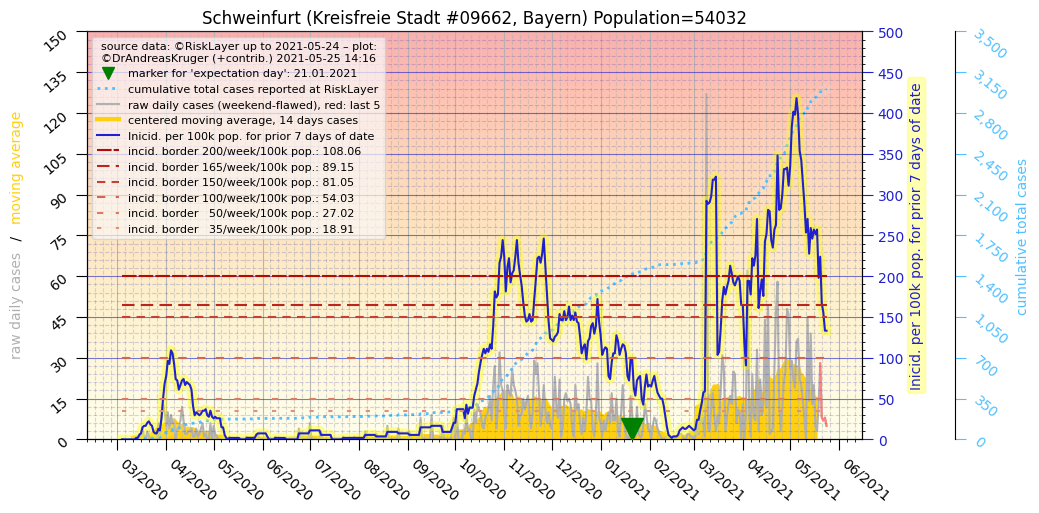 Schweinfurt (Kreisfreie Stadt #09662, Bayern) Population=54032
source data: ©RiskLayer up to 2021-05-24 – plot:
©DrAndreasKruger (+contrib.) 2021-05-25 14:16
marker for 'expectation day': 21.01.2021
cumulative total cases reported at RiskLayer
raw daily cases (weekend-flawed), red: last 5
centered moving average, 14 days cases
Inicid. per 100k pop. for prior 7 days of date
incid. border 200/week/100k pop.: 108.06
incid. border 165/week/100k pop.: 89.15
incid. border 150/week/100k pop.: 81.05
incid. border 100/week/100k pop.: 54.03
incid. border   50/week/100k pop.: 27.02
incid. border   35/week/100k pop.: 18.91
raw daily cases  /  moving average
150
135
120
105
90
75
60
45
30
15
0
03/2020
04/2020
05/2020
06/2020
07/2020
08/2020
09/2020
10/2020
11/2020
12/2020
01/2021
02/2021
03/2021
04/2021
05/2021
06/2021
500
450
400
350
300
250
200
150
100
50
0
Inicid. per 100k pop. for prior 7 days of date
3,500
3,150
2,800
2,450
2,100
1,750
1,400
1,050
700
350
0
cumulative total cases